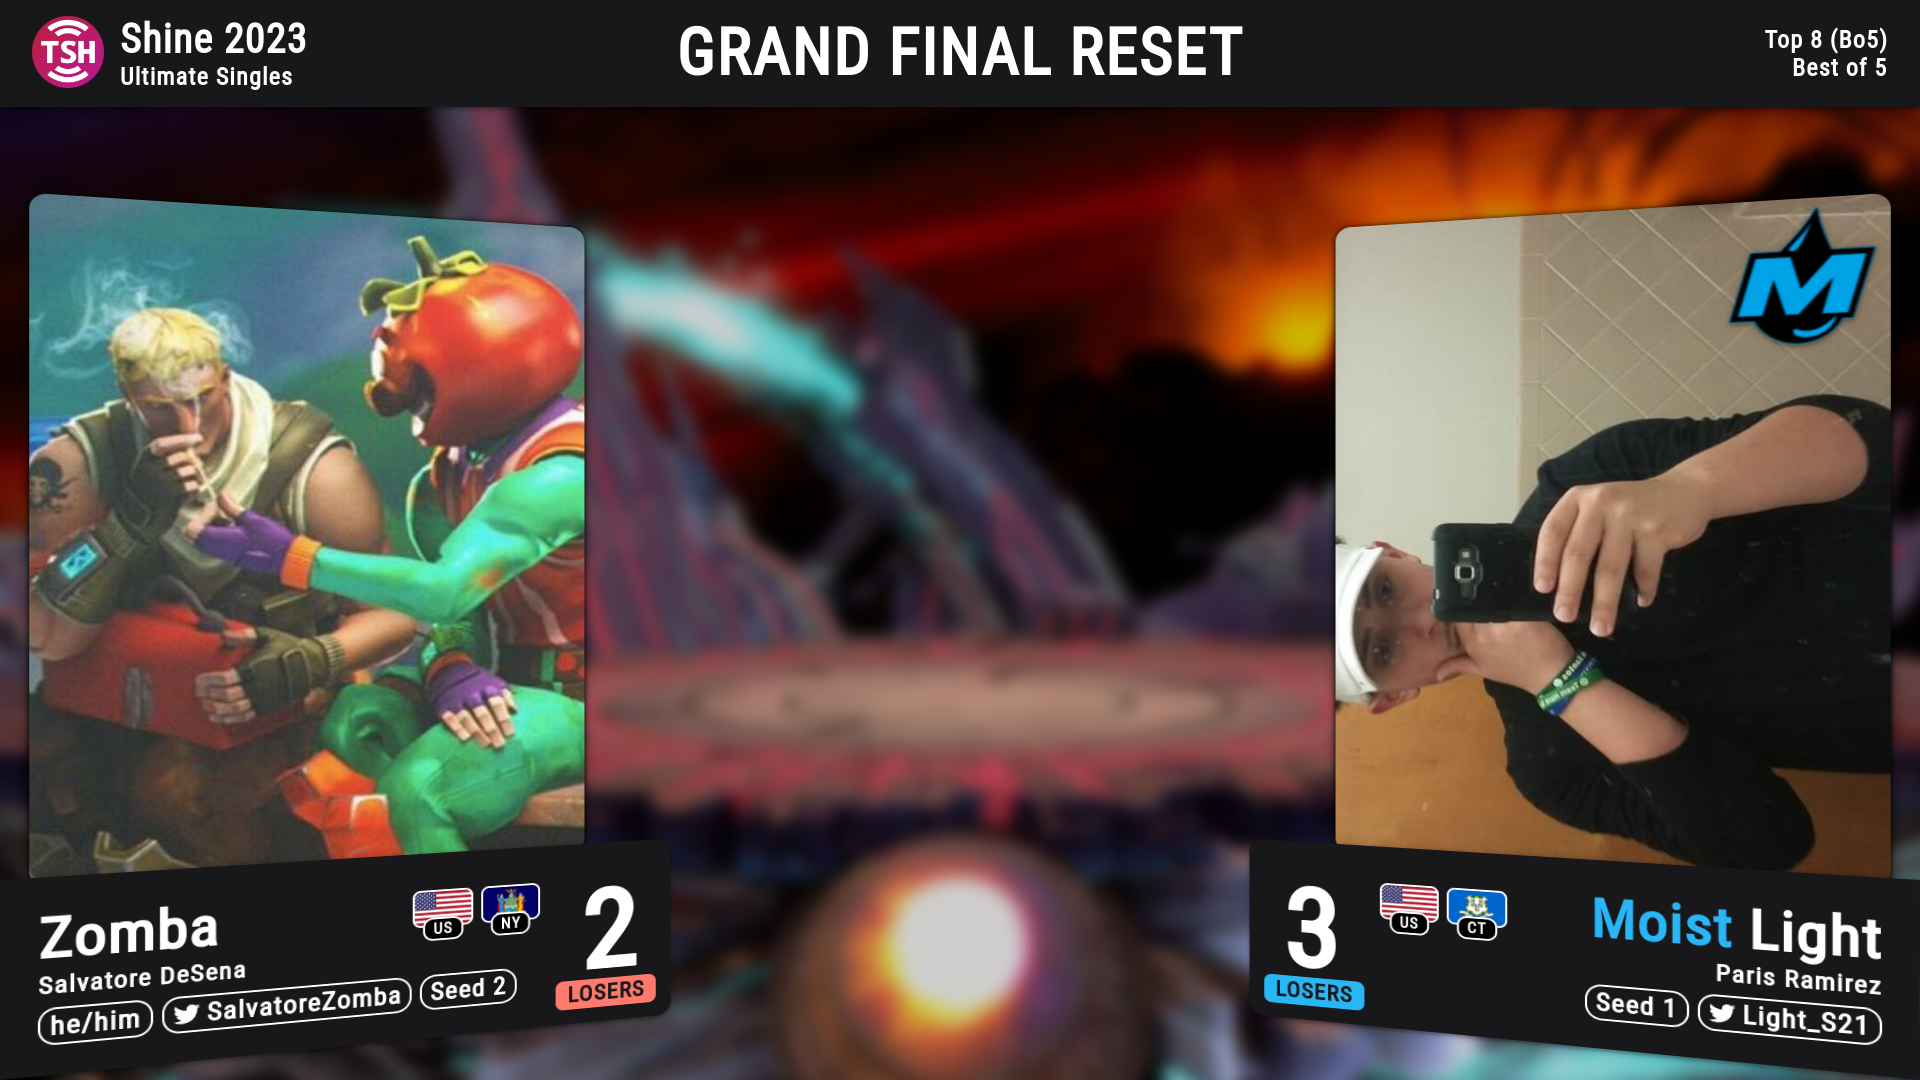 TSH
Shine 2023
Ultimate Singles
GRAND FINAL RESET
Top 8 (Bo5)
Best of 5
M
Zomba
US
NY
2
LOSERS
Salvatore DeSena
he/him
SalvatoreZomba
Seed 2
3
LOSERS
US
CT
Moist Light
Paris Ramirez
Seed 1
Light_S21